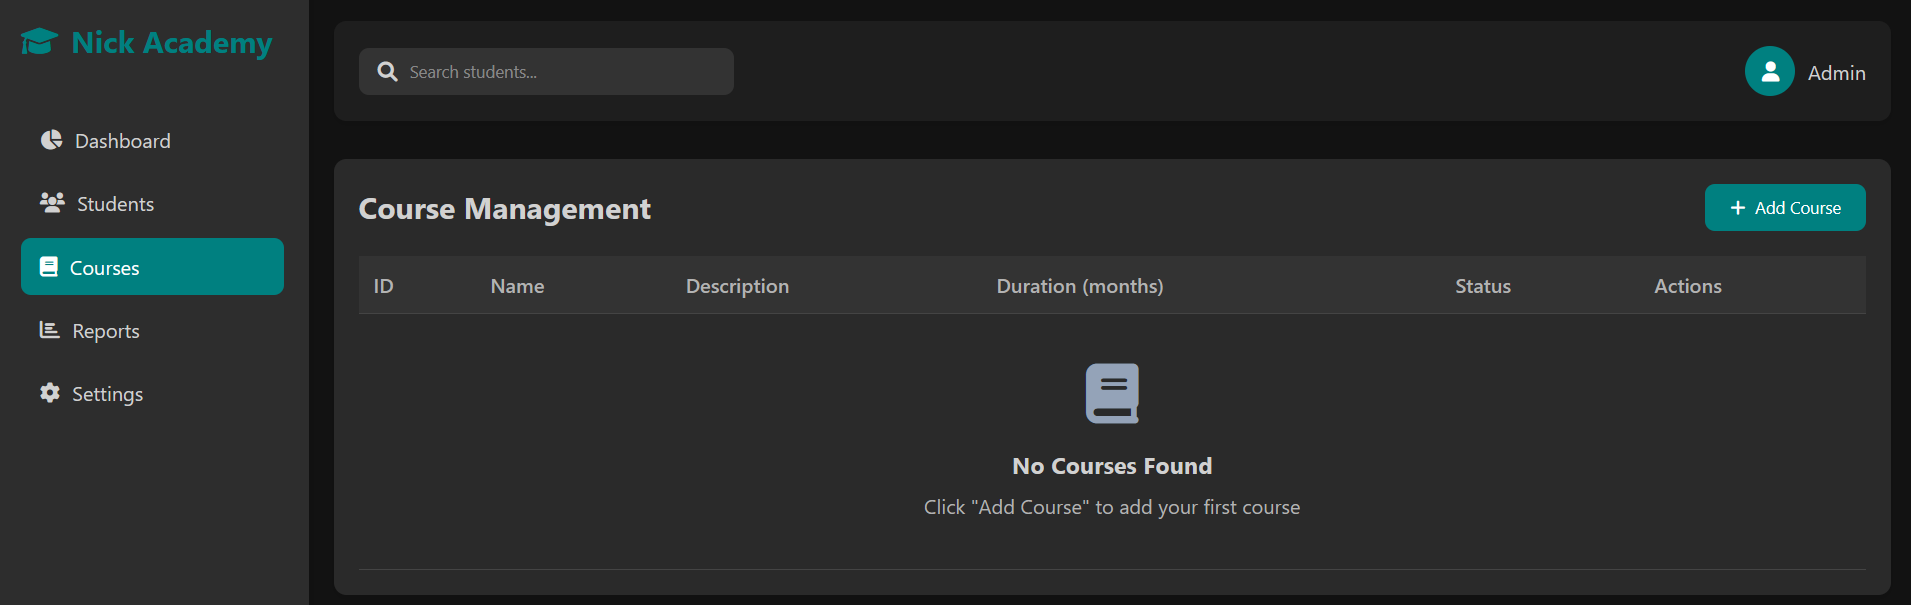 Nick Academy
Dashboard
Students
Courses
Reports
Settings
Search students...
Admin
Course Management
Add Course
ID Name Description Duration (months) Status Actions
No Courses Found
Click "Add Course" to add your first course